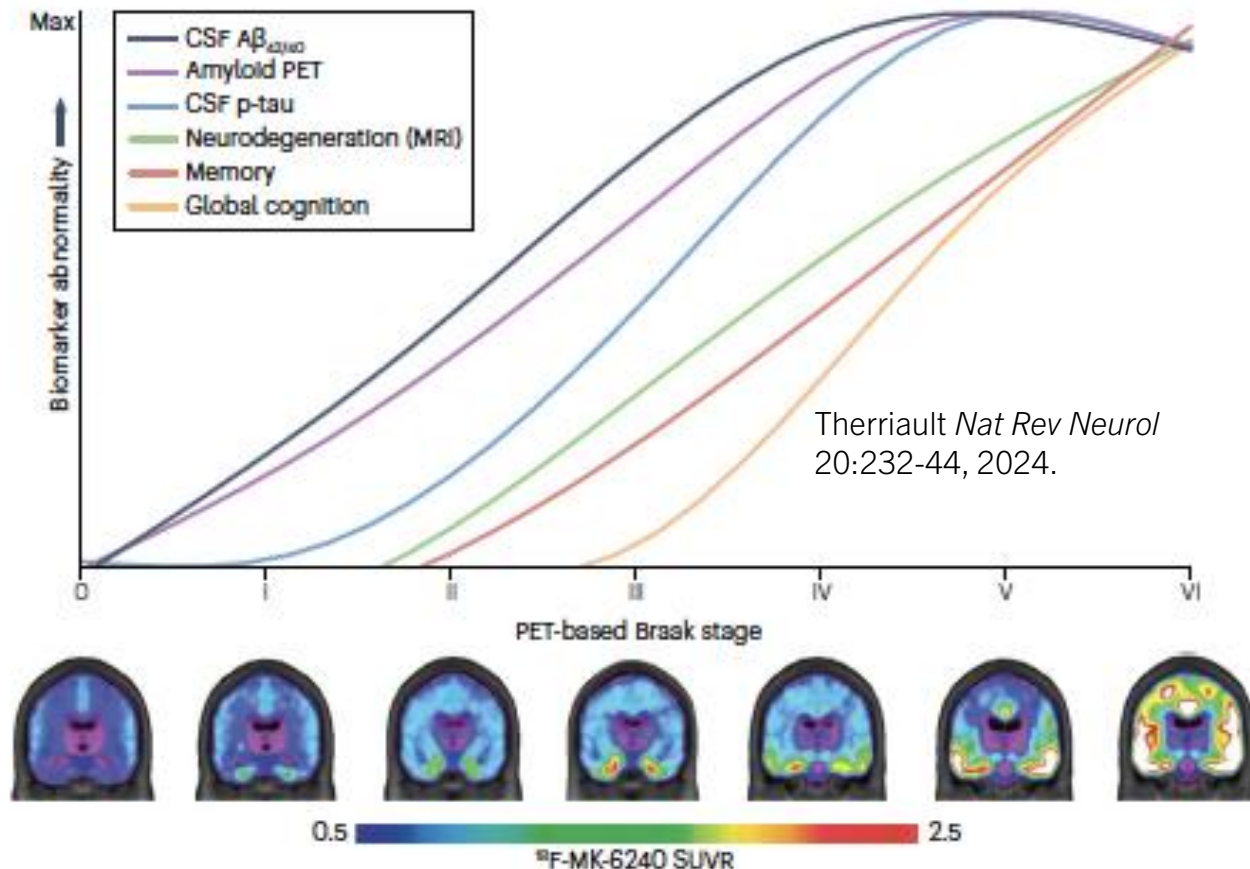 Max
CSF Aβ42/40
Amyloid PET
CSF p-tau
Neurodegeneration (MRI)
Memory
Global cognition
Biomarker abnormality
Therriault Nat Rev Neurol
20:232-44, 2024.
0 I II III IV V VI
PET-based Braak stage
0.5 2.5
¹⁸F-MK-6240 SUVR